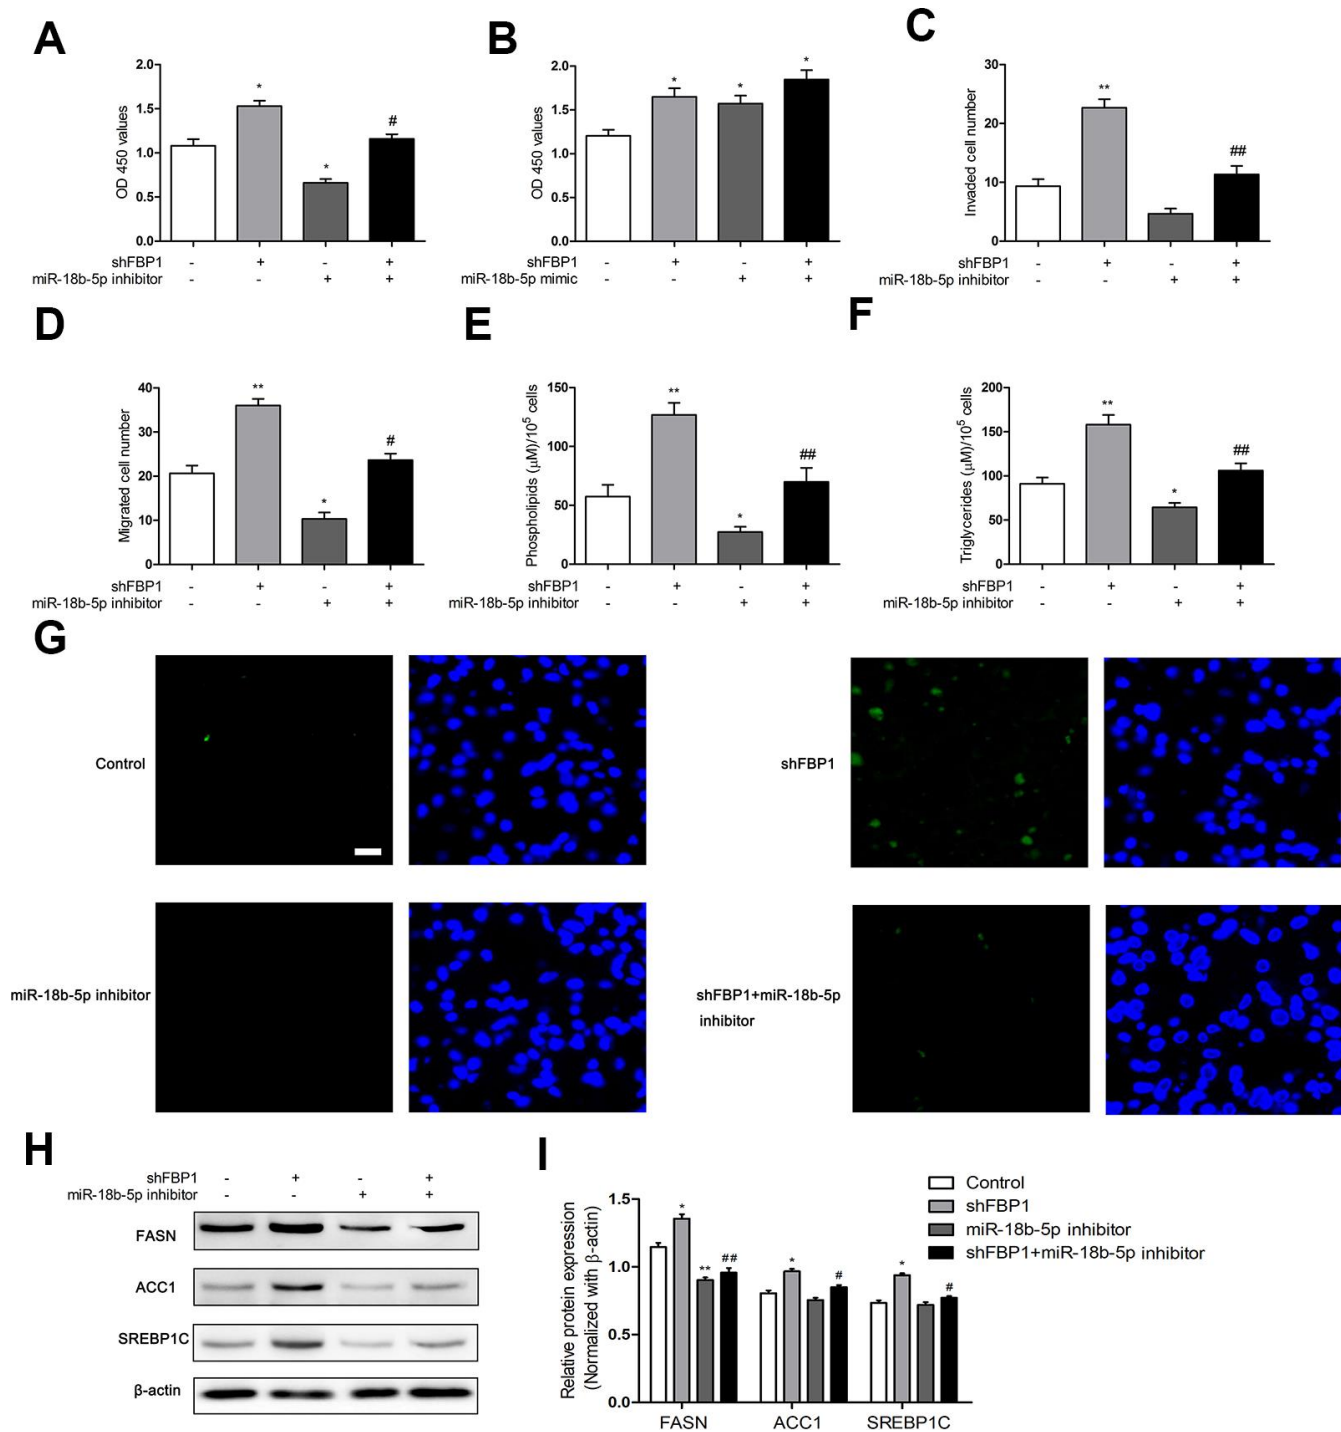 A
2.0
1.5
1.0
0.5
0.0
OD 450 values
*
*
#
shFBP1 - + - +
miR-18b-5p inhibitor - - + +
B
2.0
1.5
1.0
0.5
0.0
OD 450 values
*
*
*
shFBP1 - + - +
miR-18b-5p mimic - - + +
C
30
20
10
0
Invaded cell number
**
##
shFBP1 - + - +
miR-18b-5p inhibitor - - + +
D
40
30
20
10
0
Migrated cell number
**
*
#
shFBP1 - + - +
miR-18b-5p inhibitor - - + +
E
150
100
50
0
Phospholipids (μM)/10⁵ cells
**
*
##
shFBP1 - + - +
miR-18b-5p inhibitor - - + +
F
200
150
100
50
0
Triglycerides (μM)/10⁵ cells
**
*
##
shFBP1 - + - +
miR-18b-5p inhibitor - - + +
G
Control
shFBP1
miR-18b-5p inhibitor
shFBP1+miR-18b-5p
inhibitor
H
shFBP1 - + - +
miR-18b-5p inhibitor - - + +
FASN
ACC1
SREBP1C
β-actin
I
Control
shFBP1
miR-18b-5p inhibitor
shFBP1+miR-18b-5p inhibitor
1.5
1.0
0.5
0.0
Relative protein expression
(Normalized with β-actin)
* ** ##
* #
* #
FASN ACC1 SREBP1C